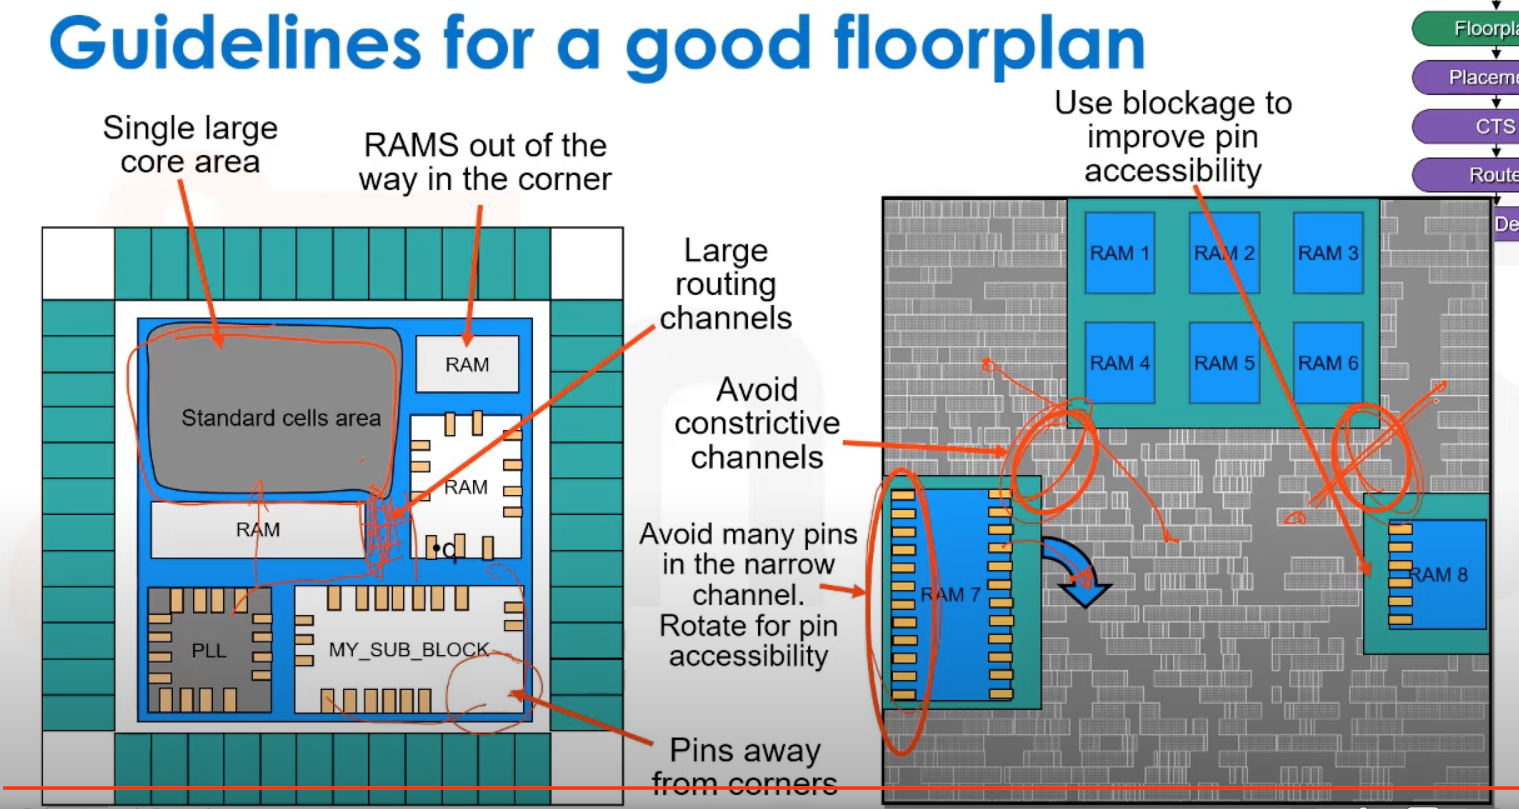 Guidelines for a good floorplan
Single large
core area
RAMS out of the
way in the corner
Large
routing
channels
Use blockage to
improve pin
accessibility
Avoid
constrictive
channels
Avoid many pins
in the narrow
channel.
Rotate for pin
accessibility
Pins away
from corners
Standard cells area
RAM
RAM
RAM
q
PLL
MY_SUB_BLOCK
RAM 1
RAM 2
RAM 3
RAM 4
RAM 5
RAM 6
RAM 7
RAM 8
Floorpla
Placeme
CTS
Route
De